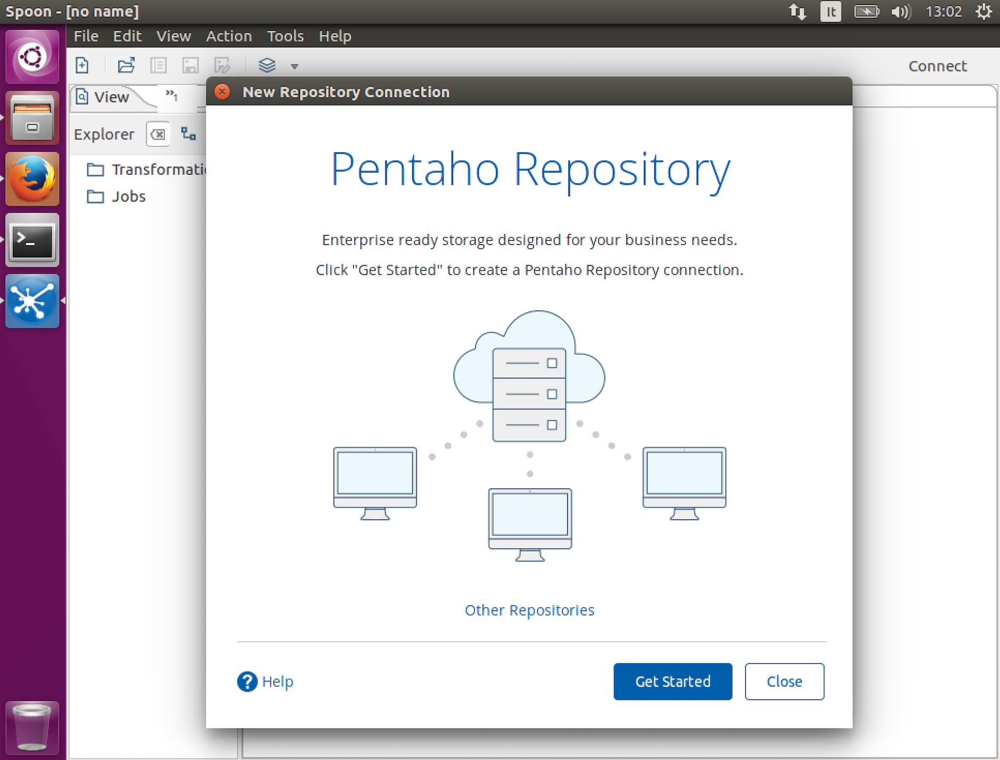 Spoon - [no name]
It 13:02
File Edit View Action Tools Help
Connect
View »1
New Repository Connection
Explorer
Transformatio
Jobs
Pentaho Repository
Enterprise ready storage designed for your business needs.
Click "Get Started" to create a Pentaho Repository connection.
Other Repositories
? Help
Get Started
Close